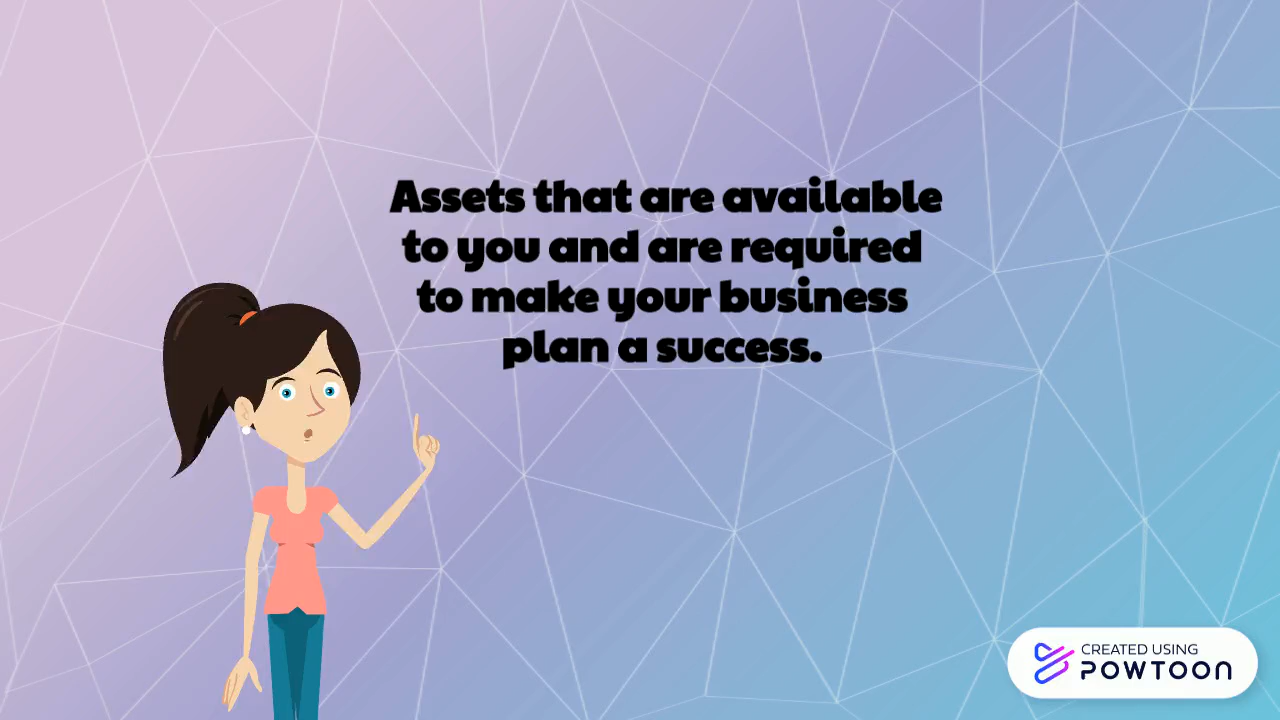 Assets that are available
to you and are required
to make your business
plan a success.
CREATED USING
POWTOON